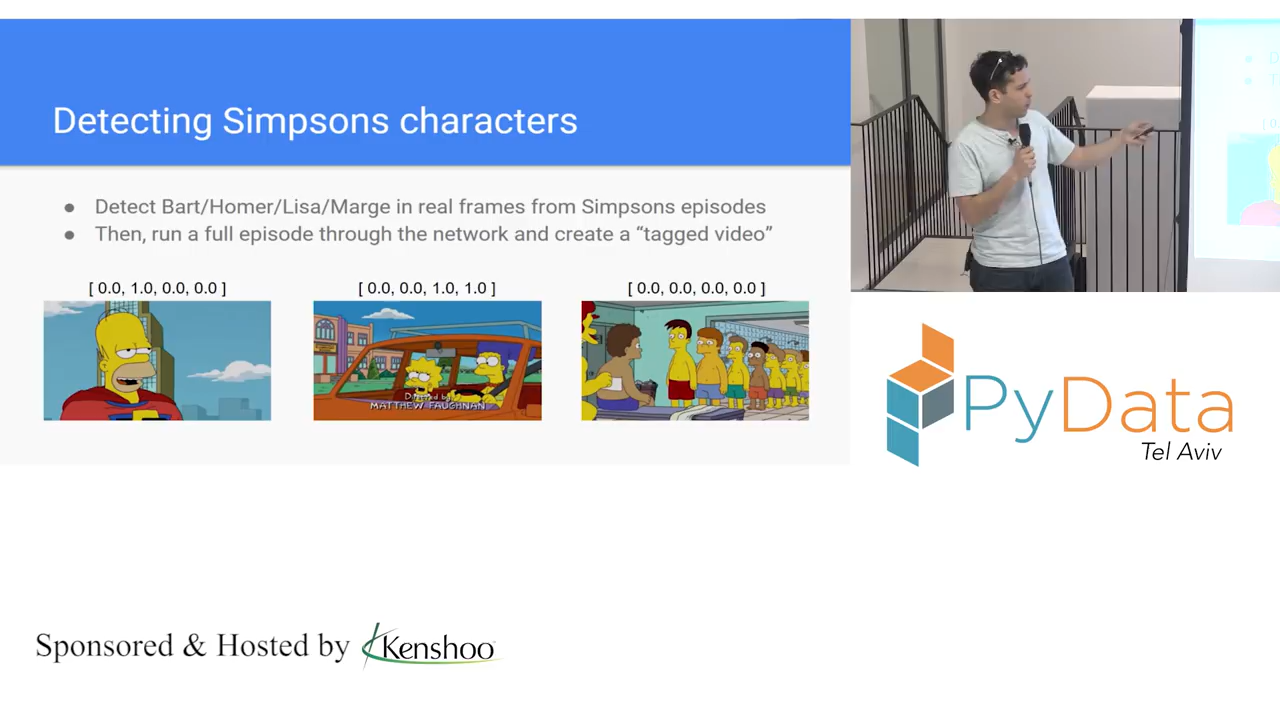 Detecting Simpsons characters
● Detect Bart/Homer/Lisa/Marge in real frames from Simpsons episodes
● Then, run a full episode through the network and create a “tagged video”
[ 0.0, 1.0, 0.0, 0.0 ]
[ 0.0, 0.0, 1.0, 1.0 ]
[ 0.0, 0.0, 0.0, 0.0 ]
Directed by
MATTHEW FAUGHNAN
PyData
Tel Aviv
Sponsored & Hosted by Kenshoo